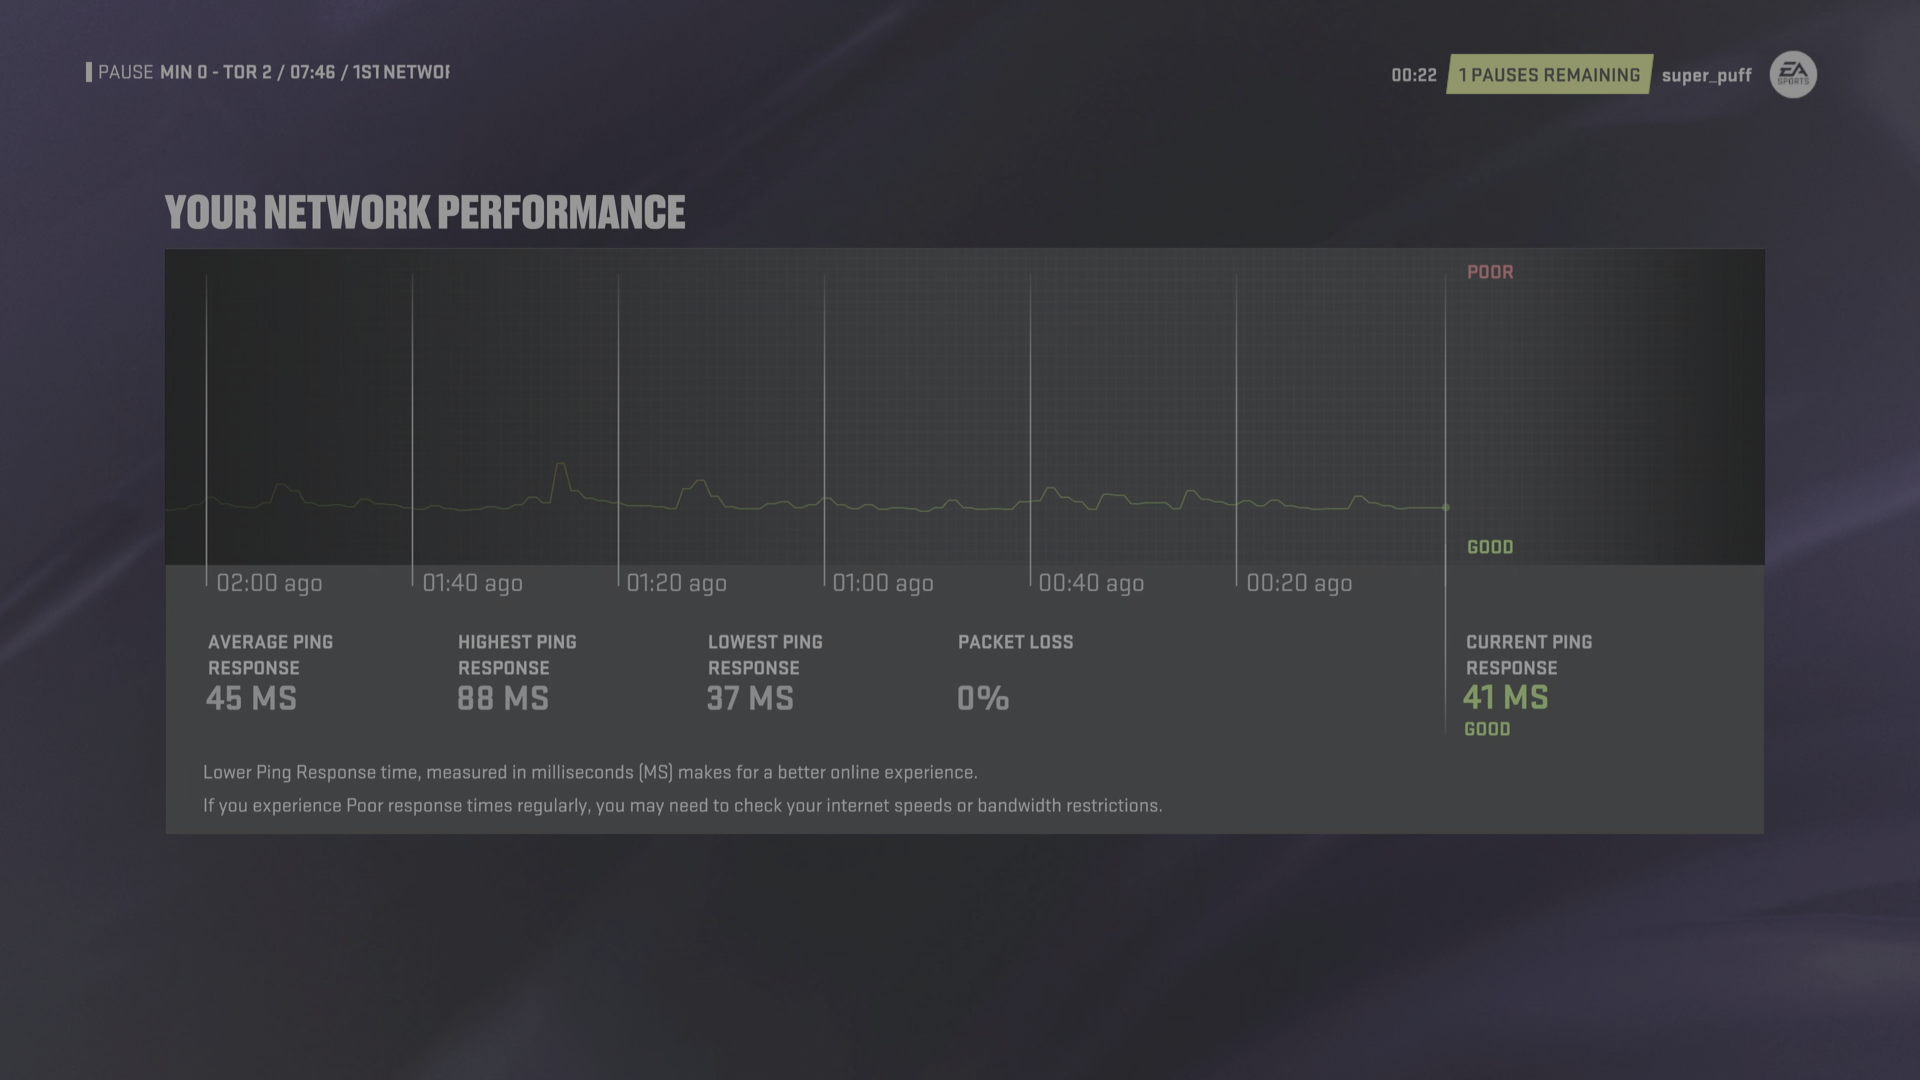 PAUSE MIN 0 - TOR 2 / 07:46 / 1ST NETWOR
00:22 1 PAUSES REMAINING super_puff EA SPORTS
YOUR NETWORK PERFORMANCE
POOR
GOOD
02:00 ago 01:40 ago 01:20 ago 01:00 ago 00:40 ago 00:20 ago
AVERAGE PING RESPONSE
45 MS
HIGHEST PING RESPONSE
88 MS
LOWEST PING RESPONSE
37 MS
PACKET LOSS
0%
CURRENT PING RESPONSE
41 MS
GOOD
Lower Ping Response time, measured in milliseconds (MS) makes for a better online experience.
If you experience Poor response times regularly, you may need to check your internet speeds or bandwidth restrictions.